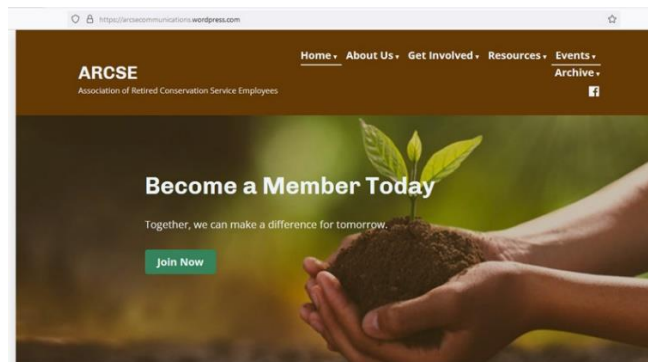 https://arcsecommunications.wordpress.com
Home ▾ About Us ▾ Get Involved ▾ Resources ▾ Events ▾
Archive ▾
ARCSE
Association of Retired Conservation Service Employees
Become a Member Today
Together, we can make a difference for tomorrow.
Join Now